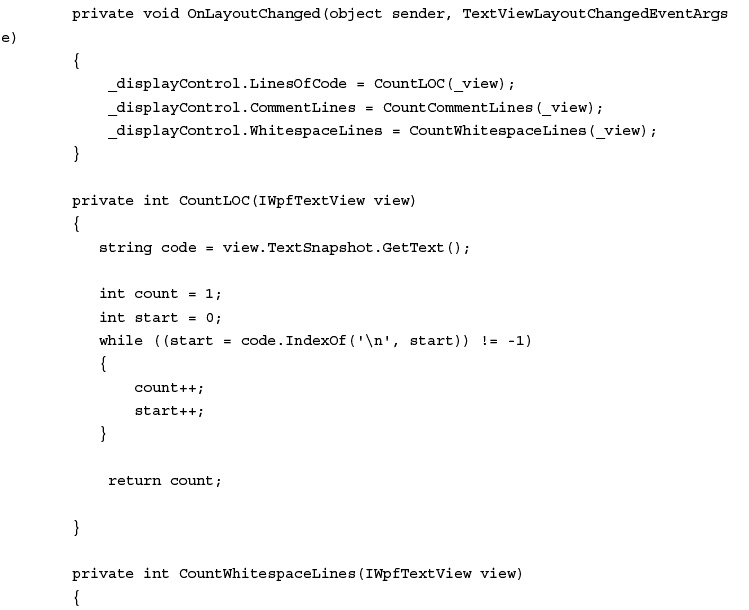 private void OnLayoutChanged(object sender, TextViewLayoutChangedEventArgs
e)
{
_displayControl.LinesOfCode = CountLOC(_view);
_displayControl.CommentLines = CountCommentLines(_view);
_displayControl.WhitespaceLines = CountWhitespaceLines(_view);
}
private int CountLOC(IWpfTextView view)
{
string code = view.TextSnapshot.GetText();
int count = 1;
int start = 0;
while ((start = code.IndexOf('\n', start)) != -1)
{
count++;
start++;
}
return count;
}
private int CountWhitespaceLines(IWpfTextView view)
{